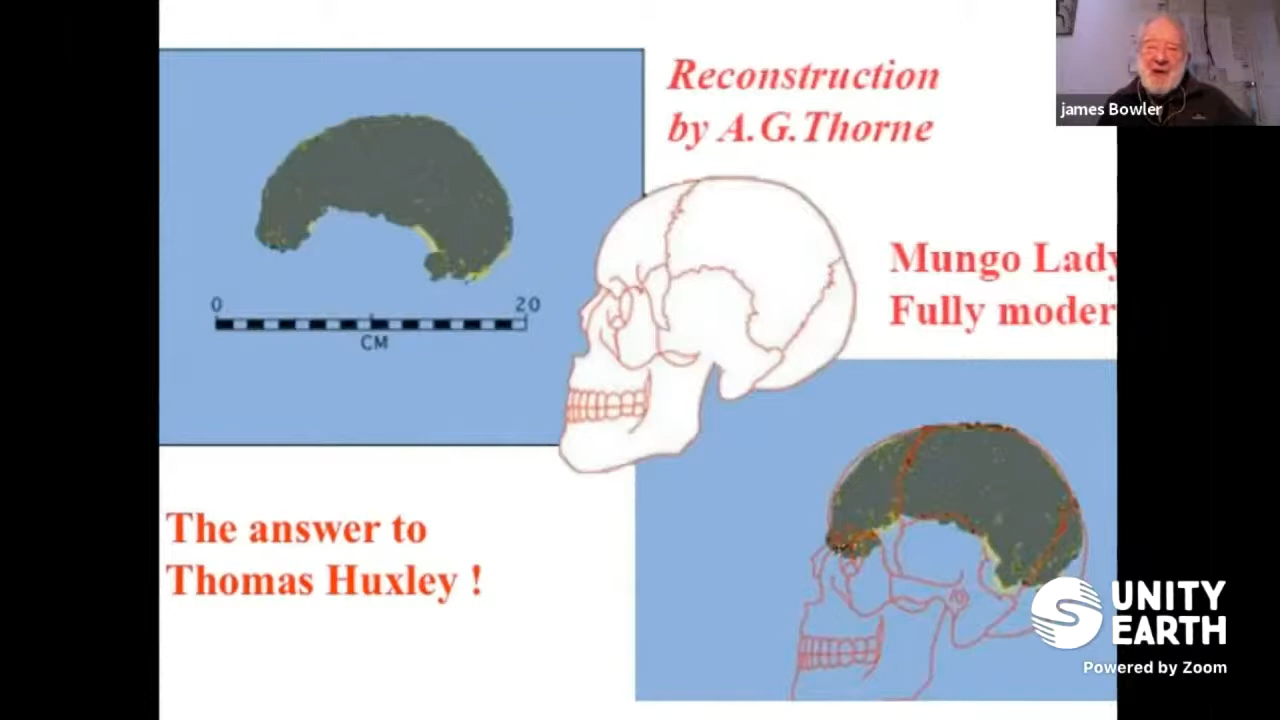 Reconstruction
by A.G.Thorne
james Bowler
Mungo Lady
Fully moder
0 20
CM
The answer to
Thomas Huxley !
UNITY
EARTH
Powered by Zoom